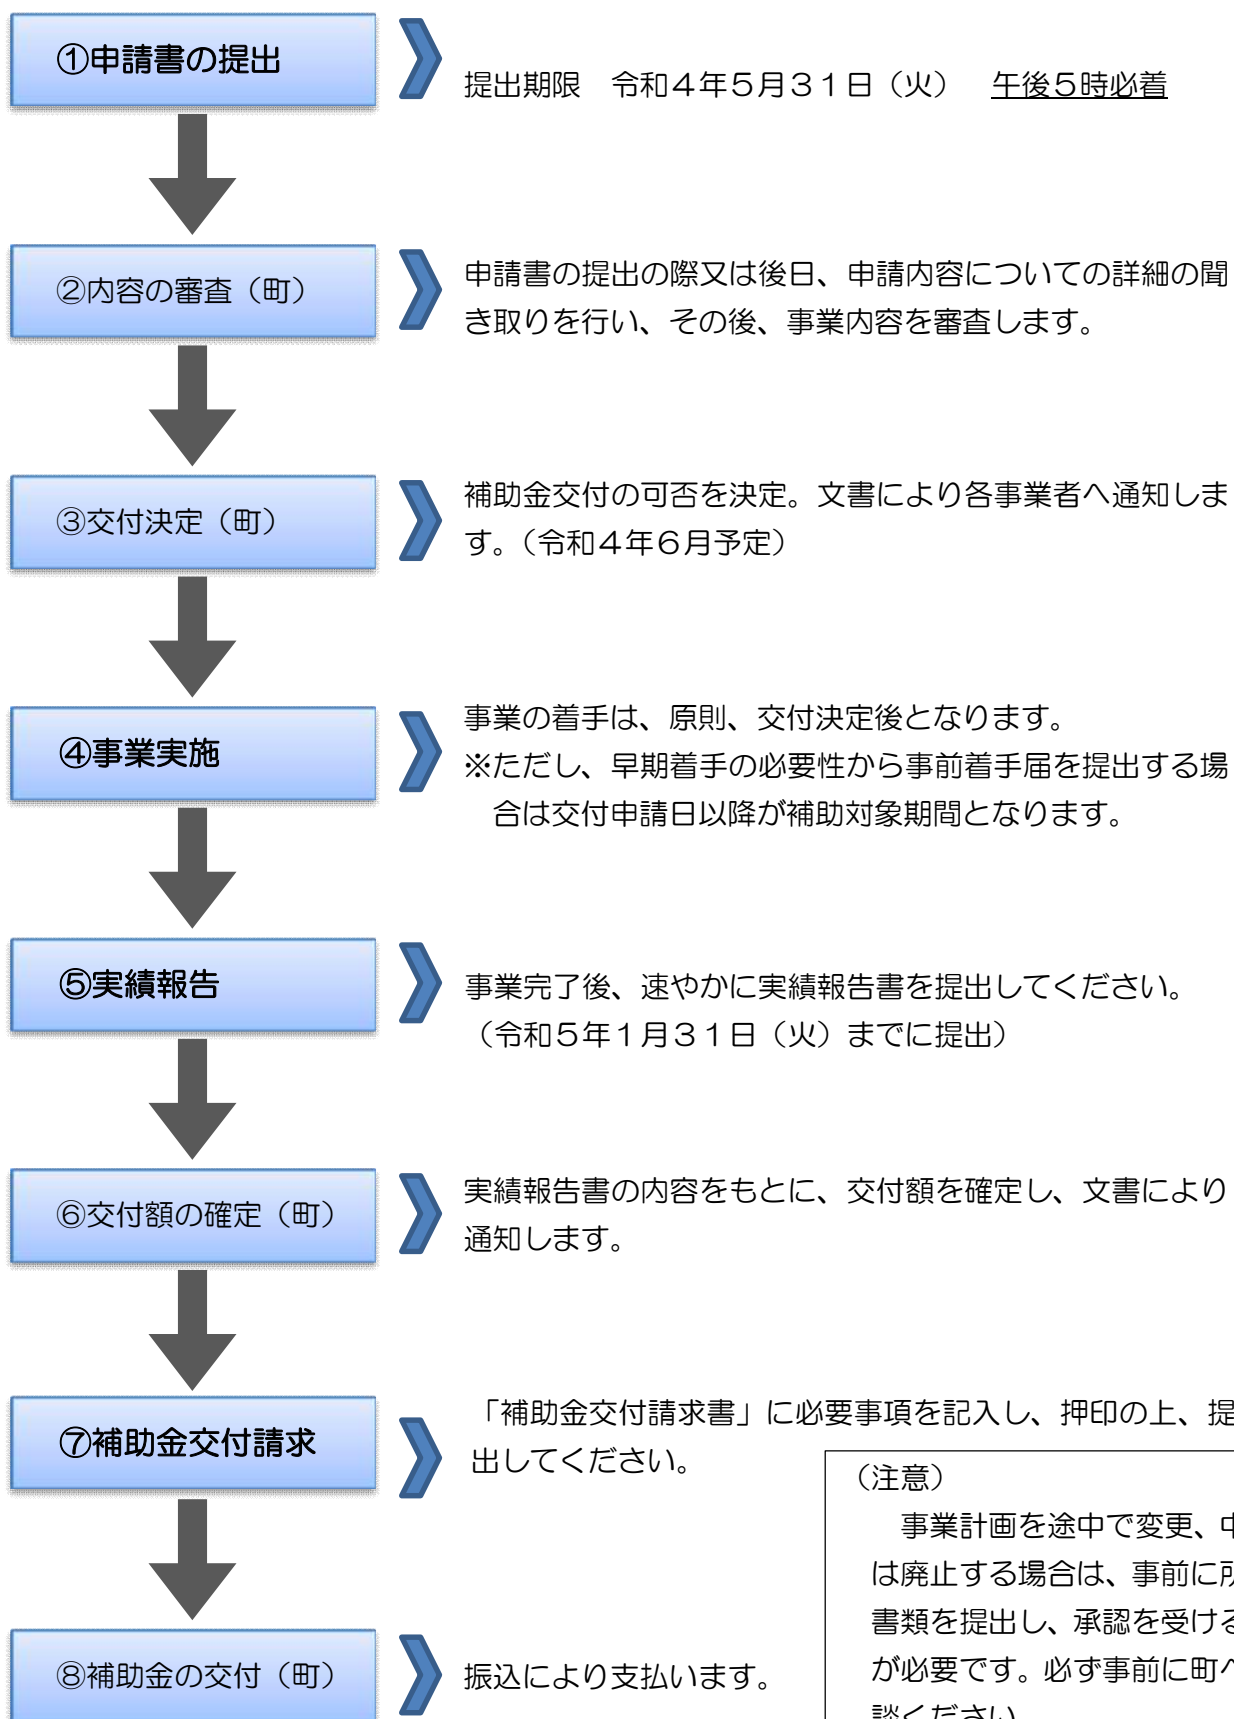 ①申請書の提出
提出期限　令和４年５月３１日（火）　午後５時必着
②内容の審査（町）
申請書の提出の際又は後日、申請内容についての詳細の聞
き取りを行い、その後、事業内容を審査します。
③交付決定（町）
補助金交付の可否を決定。文書により各事業者へ通知しま
す。（令和４年６月予定）
④事業実施
事業の着手は、原則、交付決定後となります。
※ただし、早期着手の必要性から事前着手届を提出する場
合は交付申請日以降が補助対象期間となります。
⑤実績報告
事業完了後、速やかに実績報告書を提出してください。
（令和５年１月３１日（火）までに提出）
⑥交付額の確定（町）
実績報告書の内容をもとに、交付額を確定し、文書により
通知します。
⑦補助金交付請求
「補助金交付請求書」に必要事項を記入し、押印の上、提
出してください。
（注意）
事業計画を途中で変更、
は廃止する場合は、事前に
書類を提出し、承認を受ける
が必要です。必ず事前に町へ
談ください
⑧補助金の交付（町）
振込により支払います。